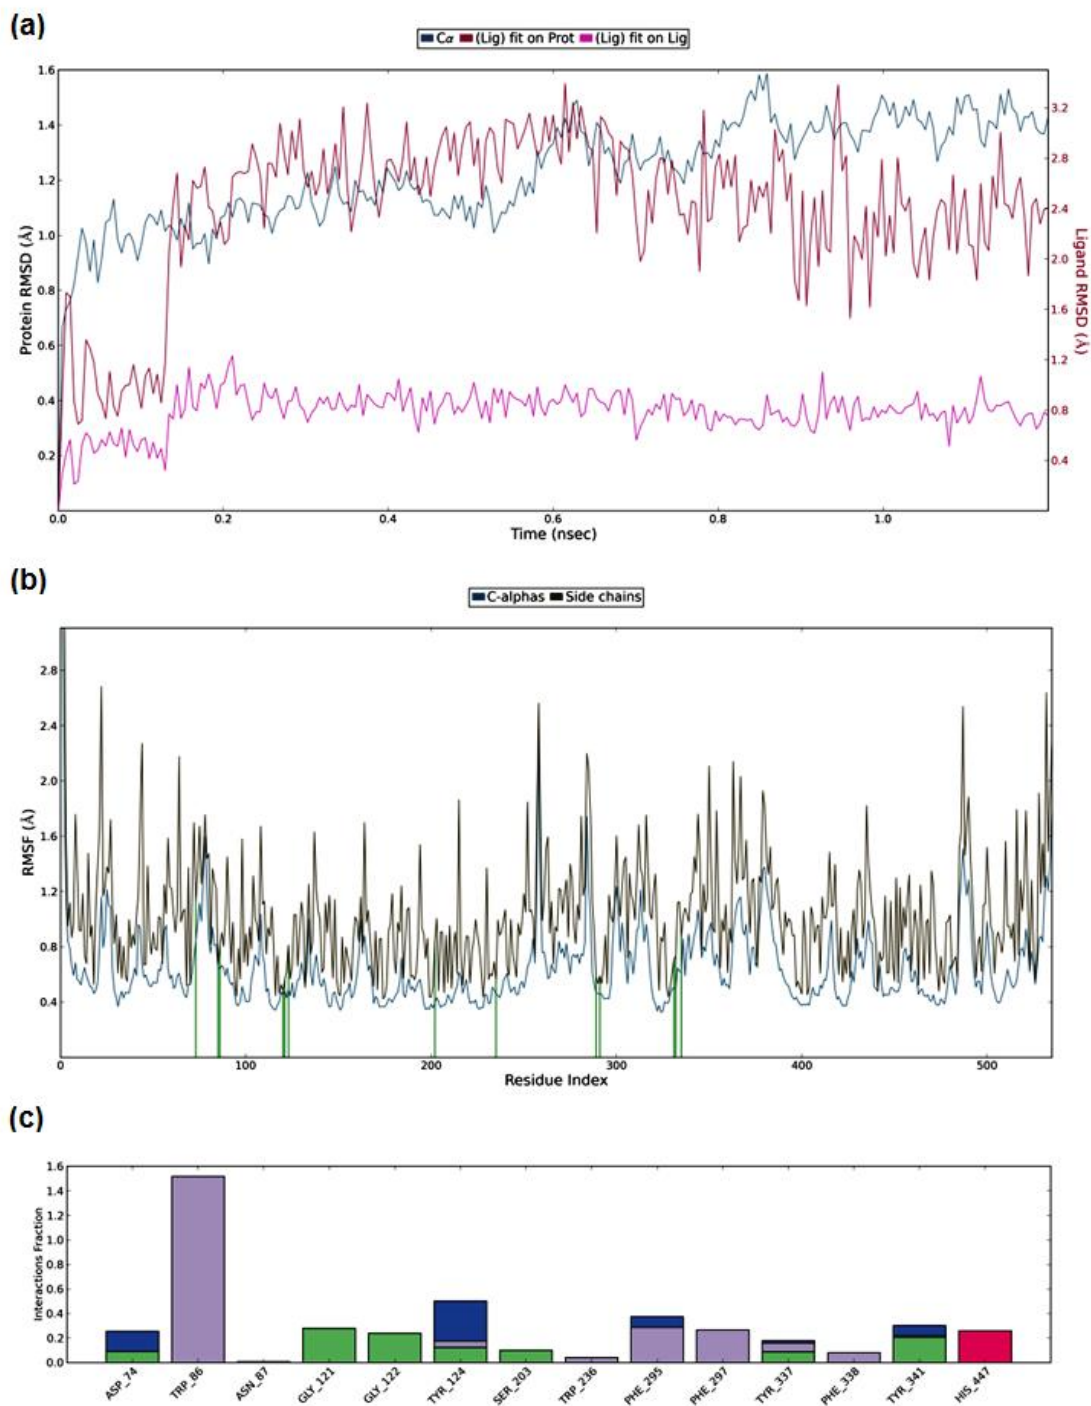 (a)
Cα (Lig) fit on Prot (Lig) fit on Lig
1.6
1.4
1.2
1.0
0.8
0.6
0.4
0.2
Protein RMSD (Å)
3.2
2.8
2.4
2.0
1.6
1.2
0.8
0.4
Ligand RMSD (Å)
0.0 0.2 0.4 0.6 0.8 1.0
Time (nsec)
(b)
C-alphas Side chains
2.8
2.4
2.0
1.6
1.2
0.8
0.4
RMSF (Å)
0 100 200 300 400 500
Residue Index
(c)
1.6
1.4
1.2
1.0
0.8
0.6
0.4
0.2
0.0
Interactions Fraction
ASP_74 TRP_86 ASN_87 GLY_121 GLY_122 TYR_124 SER_203 TRP_236 PHE_295 PHE_297 TYR_337 PHE_338 TYR_341 HIS_447